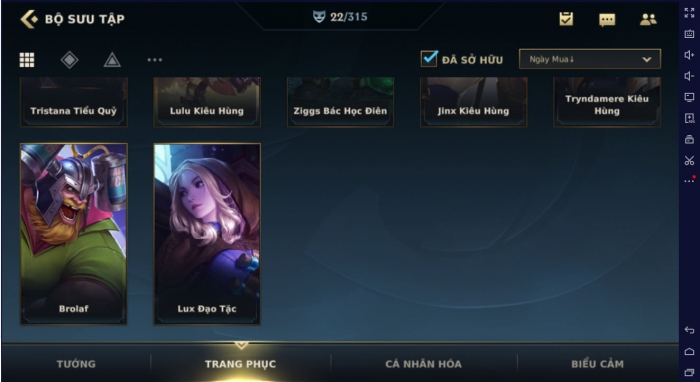 BỘ SƯU TẬP
22/315
ĐÃ SỞ HỮU
Ngày Mua↓
Tristana Tiểu Quỷ
Lulu Kiêu Hùng
Ziggs Bác Học Điên
Jinx Kiêu Hùng
Tryndamere Kiêu
Hùng
Brolaf
Lux Đạo Tặc
TƯỚNG
TRANG PHỤC
CÁ NHÂN HÓA
BIỂU CẢM